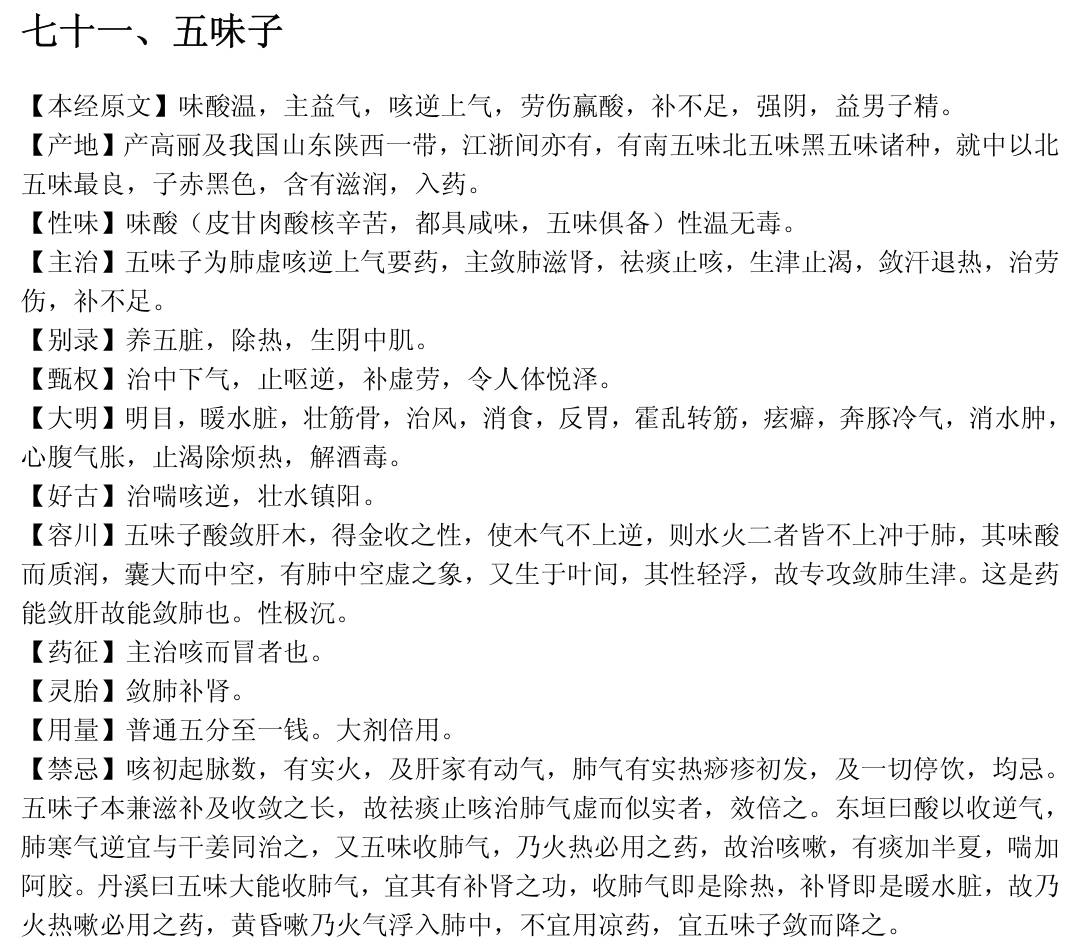 七十一、五味子
【本经原文】味酸温，主益气，咳逆上气，劳伤羸酸，补不足，强阴，益男子精。
【产地】产高丽及我国山东陕西一带，江浙间亦有，有南五味北五味黑五味诸种，就中以北
五味最良，子赤黑色，含有滋润，入药。
【性味】味酸（皮甘肉酸核辛苦，都具咸味，五味俱备）性温无毒。
【主治】五味子为肺虚咳逆上气要药，主敛肺滋肾，祛痰止咳，生津止渴，敛汗退热，治劳
伤，补不足。
【别录】养五脏，除热，生阴中肌。
【甄权】治中下气，止呕逆，补虚劳，令人体悦泽。
【大明】明目，暖水脏，壮筋骨，治风，消食，反胃，霍乱转筋，痃癖，奔豚冷气，消水肿，
心腹气胀，止渴除烦热，解酒毒。
【好古】治喘咳逆，壮水镇阳。
【容川】五味子酸敛肝木，得金收之性，使木气不上逆，则水火二者皆不上冲于肺，其味酸
而质润，囊大而中空，有肺中空虚之象，又生于叶间，其性轻浮，故专攻敛肺生津。这是药
能敛肝故能敛肺也。性极沉。
【药征】主治咳而冒者也。
【灵胎】敛肺补肾。
【用量】普通五分至一钱。大剂倍用。
【禁忌】咳初起脉数，有实火，及肝家有动气，肺气有实热痧疹初发，及一切停饮，均忌。
五味子本兼滋补及收敛之长，故祛痰止咳治肺气虚而似实者，效倍之。东垣曰酸以收逆气，
肺寒气逆宜与干姜同治之，又五味收肺气，乃火热必用之药，故治咳嗽，有痰加半夏，喘加
阿胶。丹溪曰五味大能收肺气，宜其有补肾之功，收肺气即是除热，补肾即是暖水脏，故乃
火热嗽必用之药，黄昏嗽乃火气浮入肺中，不宜用凉药，宜五味子敛而降之。